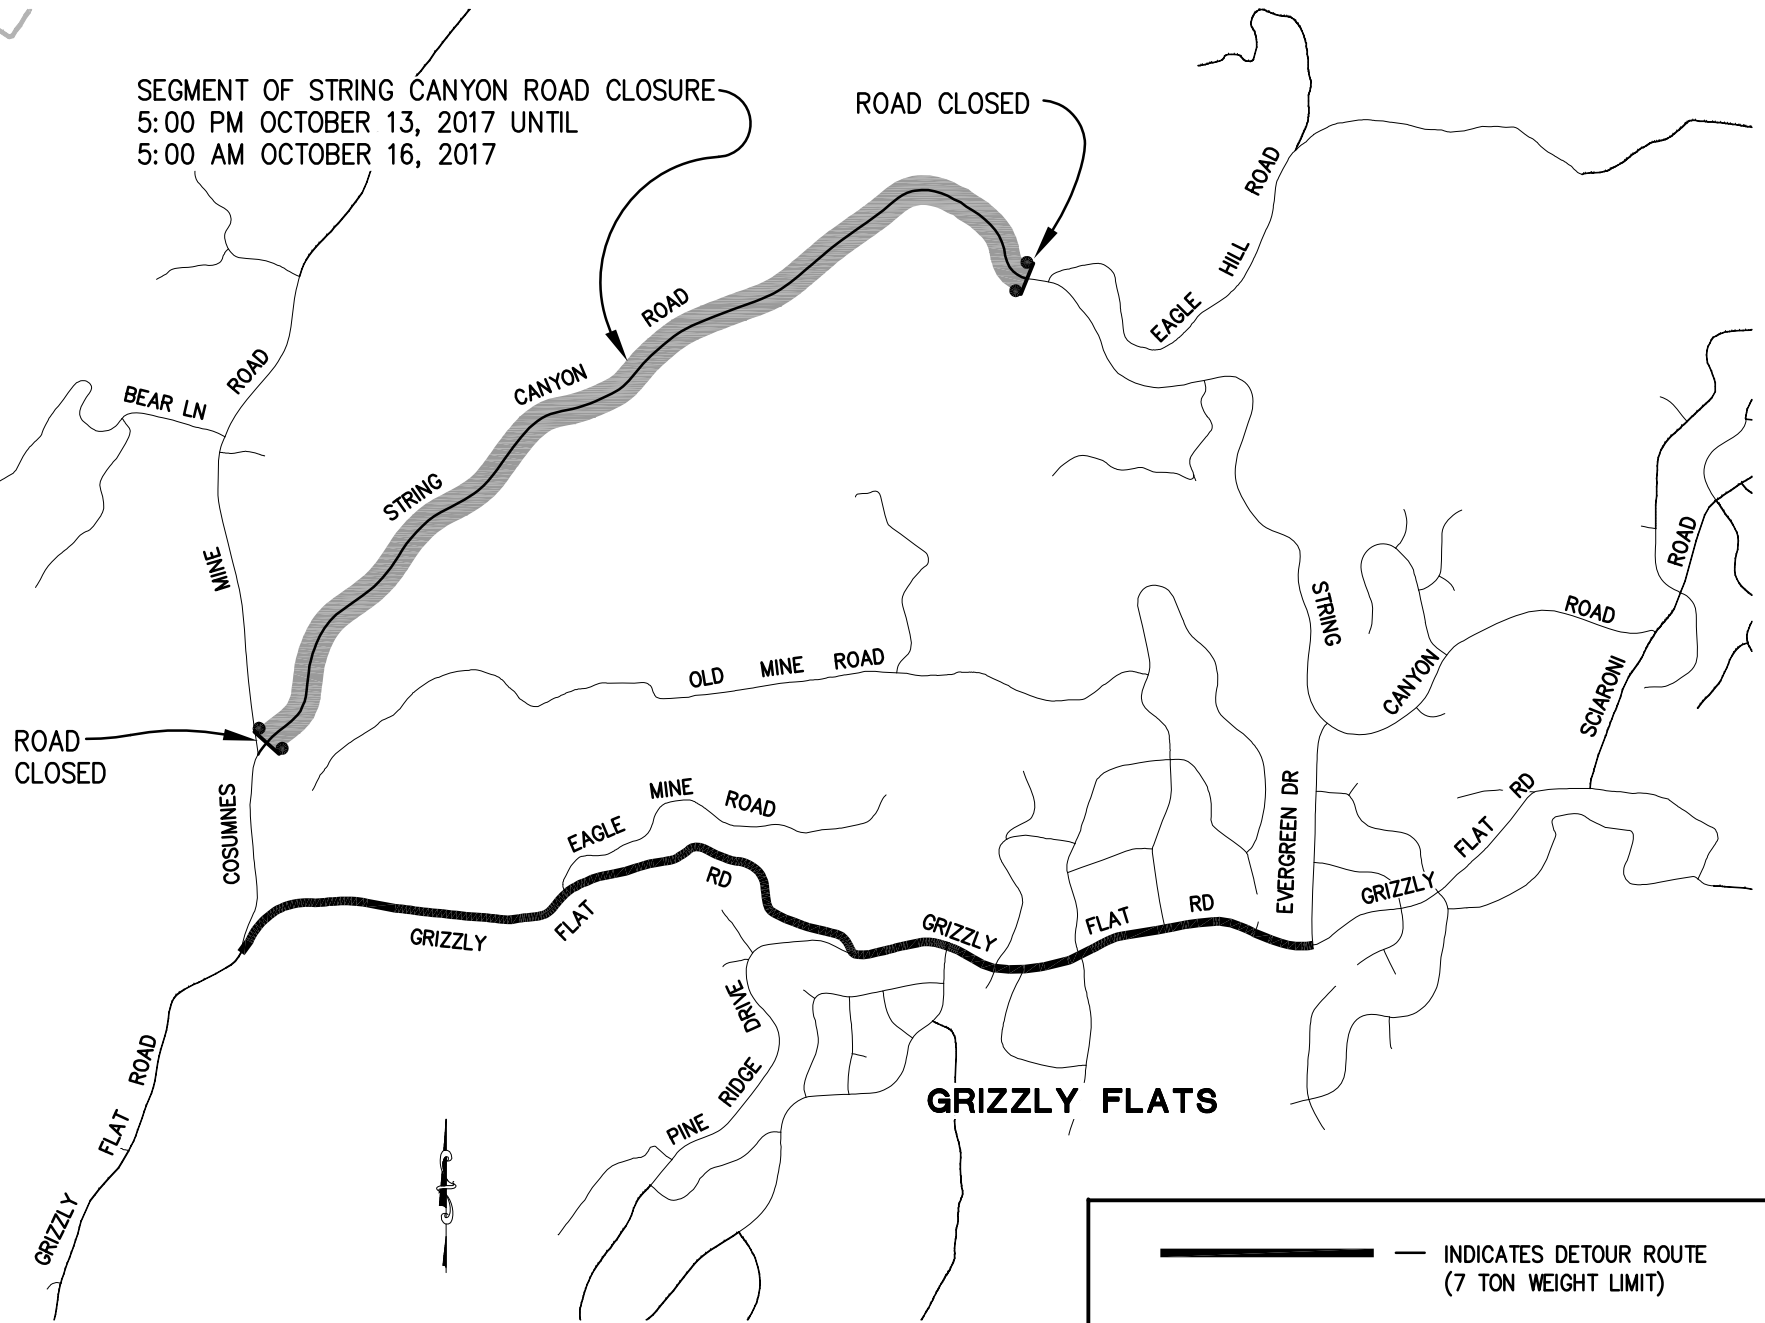 SEGMENT OF STRING CANYON ROAD CLOSURE
5:00 PM OCTOBER 13, 2017 UNTIL
5:00 AM OCTOBER 16, 2017
ROAD CLOSED
EAGLE HILL ROAD
STRING CANYON ROAD
BEAR LN
COSUMNES MINE ROAD
ROAD
CLOSED
OLD MINE ROAD
STRING CANYON ROAD
SCIARONI ROAD
EAGLE MINE ROAD
EVERGREEN DR
GRIZZLY FLAT RD
GRIZZLY FLAT RD
GRIZZLY FLAT RD
PINE RIDGE DRIVE
GRIZZLY FLAT ROAD
GRIZZLY FLATS
INDICATES DETOUR ROUTE
(7 TON WEIGHT LIMIT)